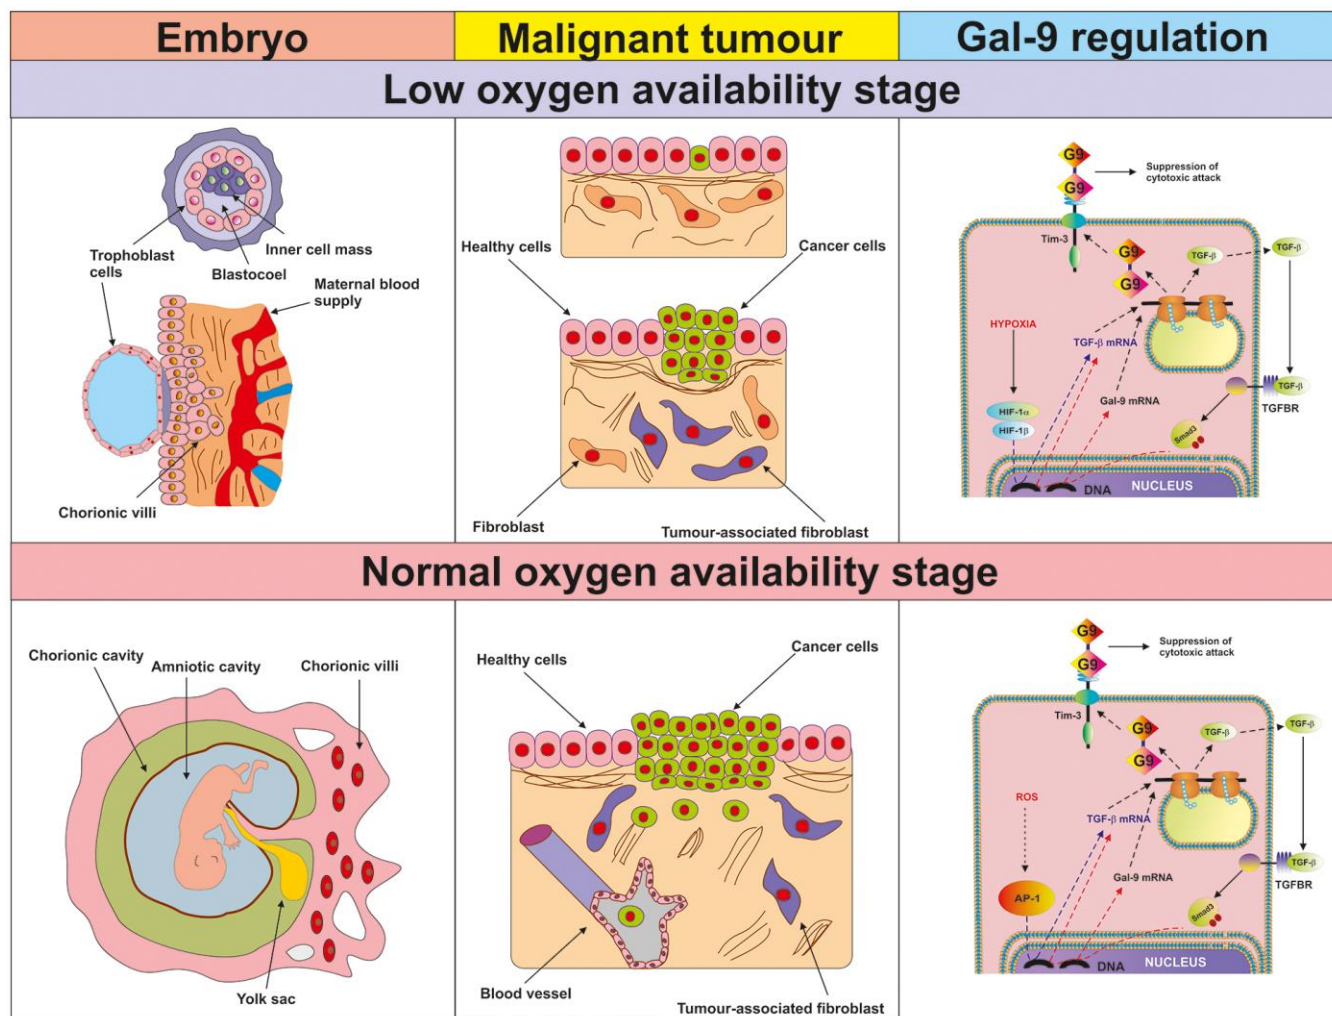 Embryo
Malignant tumour
Gal-9 regulation
Low oxygen availability stage
Trophoblast
cells
Inner cell mass
Blastocoel
Maternal blood
supply
Chorionic villi
Healthy cells
Cancer cells
Fibroblast
Tumour-associated fibroblast
G9
G9
Suppression of
cytotoxic attack
Tim-3
G9
G9
TGF-β
TGF-β
HYPOXIA
TGF-β mRNA
Gal-9 mRNA
HIF-1α
HIF-1β
TGF-β
TGFBR
Smad3
DNA
NUCLEUS
Normal oxygen availability stage
Chorionic cavity
Amniotic cavity
Chorionic villi
Yolk sac
Healthy cells
Cancer cells
Blood vessel
Tumour-associated fibroblast
G9
G9
Suppression of
cytotoxic attack
Tim-3
G9
G9
TGF-β
TGF-β
ROS
TGF-β mRNA
Gal-9 mRNA
AP-1
TGF-β
TGFBR
Smad3
DNA
NUCLEUS